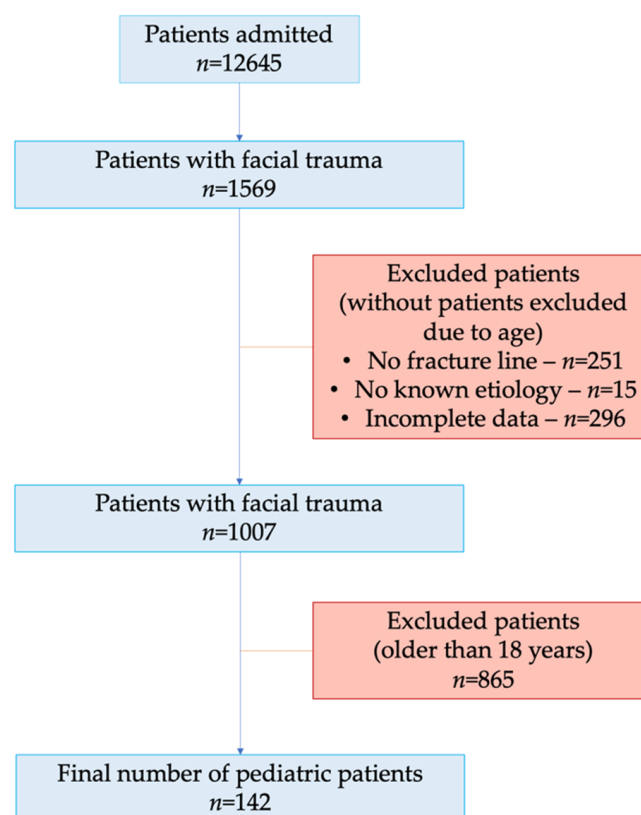 Patients admitted
n=12645
Patients with facial trauma
n=1569
Excluded patients
(without patients excluded
due to age)
• No fracture line – n=251
• No known etiology – n=15
• Incomplete data – n=296
Patients with facial trauma
n=1007
Excluded patients
(older than 18 years)
n=865
Final number of pediatric patients
n=142